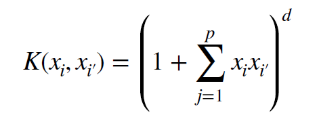 K(x_i, x_{i'}) = \left( 1 + \sum_{j=1}^{p} x_i x_{i'} \right)^d